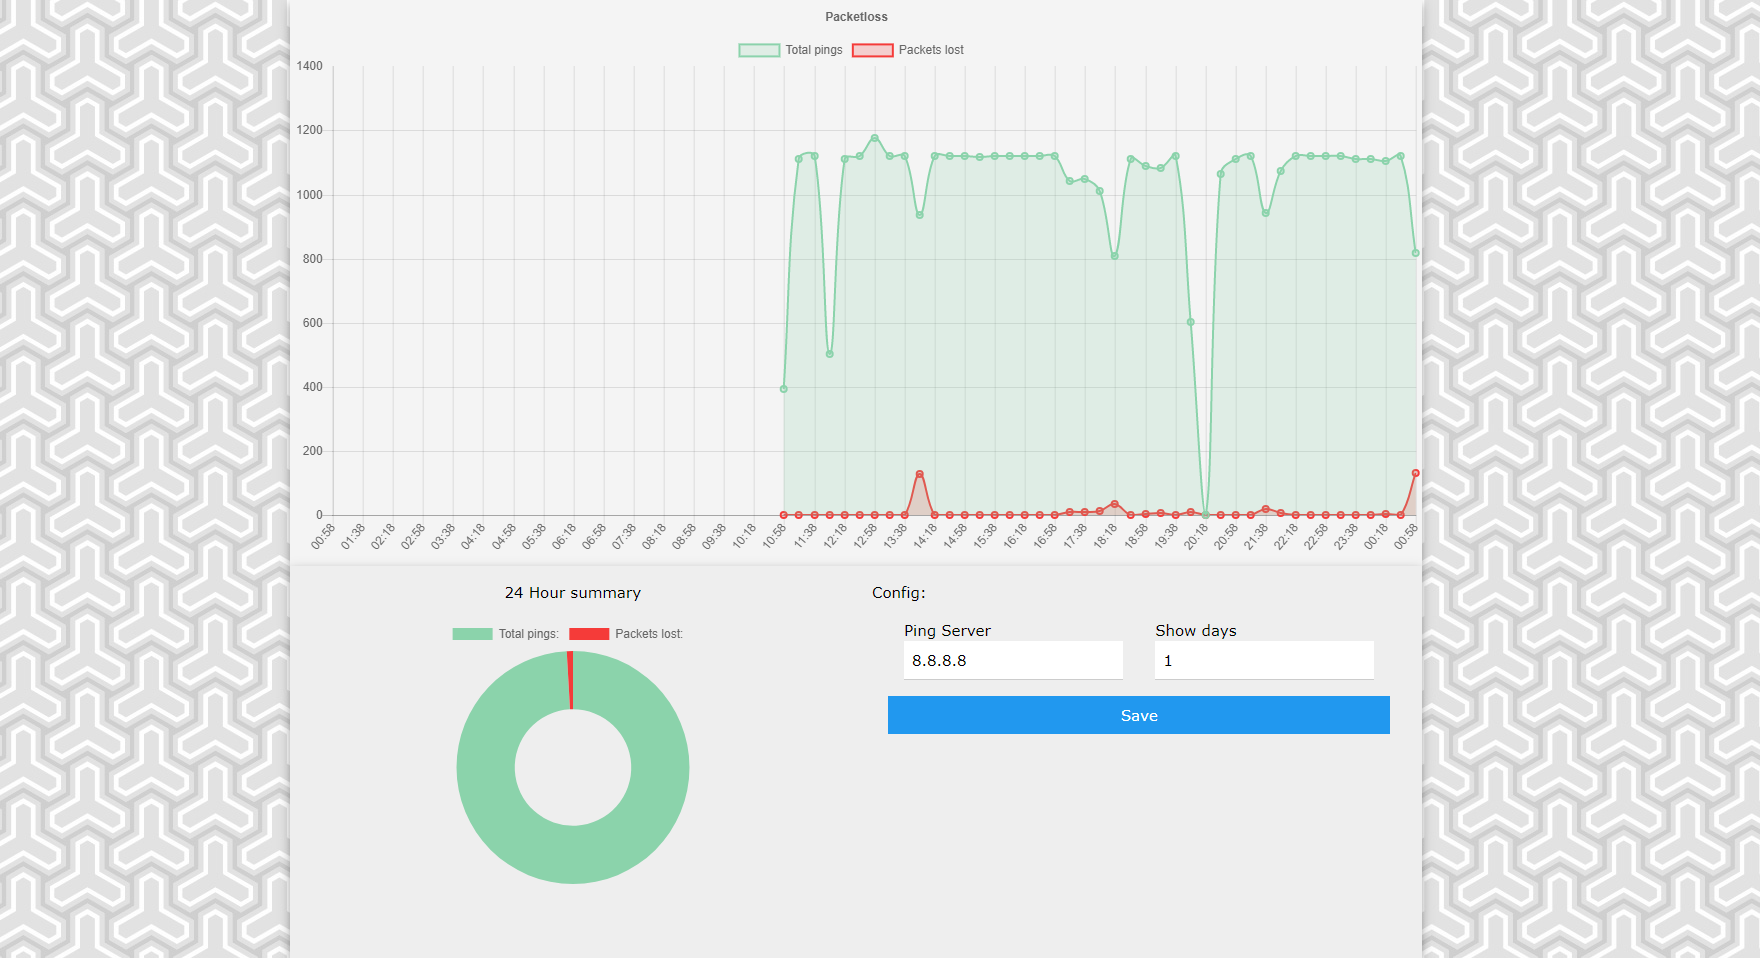 Packetloss
Total pings Packets lost
1400
1200
1000
800
600
400
200
0
00:58 01:38 02:18 02:58 03:38 04:18 04:58 05:38 06:18 06:58 07:38 08:18 08:58 09:38 10:18 10:58 11:38 12:18 12:58 13:38 14:18 14:58 15:38 16:18 16:58 17:38 18:18 18:58 19:38 20:18 20:58 21:38 22:18 22:58 23:38 00:18 00:58
24 Hour summary
Total pings: Packets lost:
Config:
Ping Server Show days
8.8.8.8 1
Save